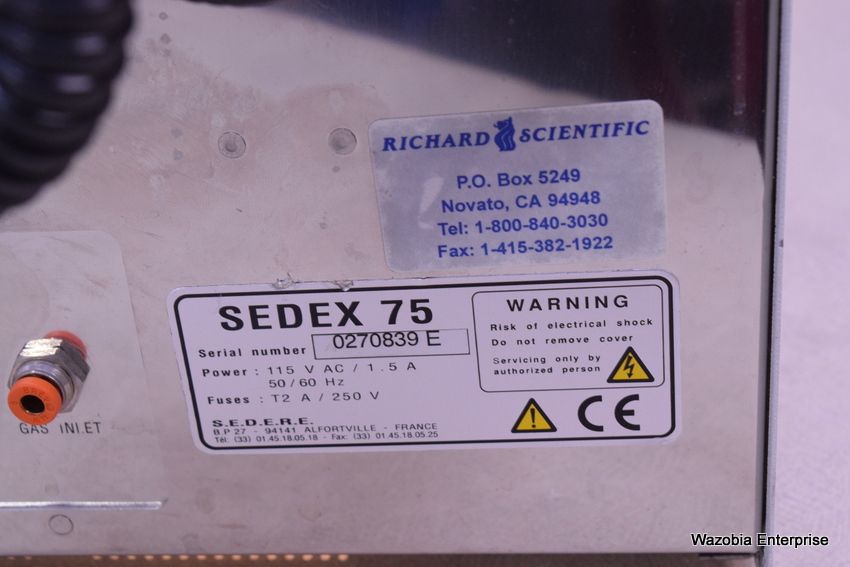 RICHARD SCIENTIFIC
P.O. Box 5249
Novato, CA 94948
Tel: 1-800-840-3030
Fax: 1-415-382-1922
SEDEX 75
Serial number 0270839 E
Power : 115 V AC / 1.5 A
50/60 Hz
Fuses : T2 A / 250 V
S.E.D.E.R.E.
B.P 27 - 94141 ALFORTVILLE - FRANCE
Tél: (33) 01.45.18.05.18 - Fax: (33) 01.45.18.05.25
WARNING
Risk of electrical shock
Do not remove cover
Servicing only by
authorized person
CE
GAS INLET
Wazobia Enterprise